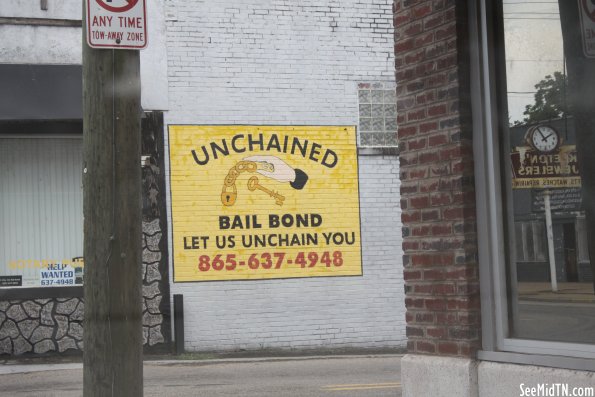 ANY TIME
TOW-AWAY ZONE
UNCHAINED
BAIL BOND
LET US UNCHAIN YOU
865-637-4948
HELP
WANTED
637-4948
KEETON'S
JEWELERS
SeeMidTN.com